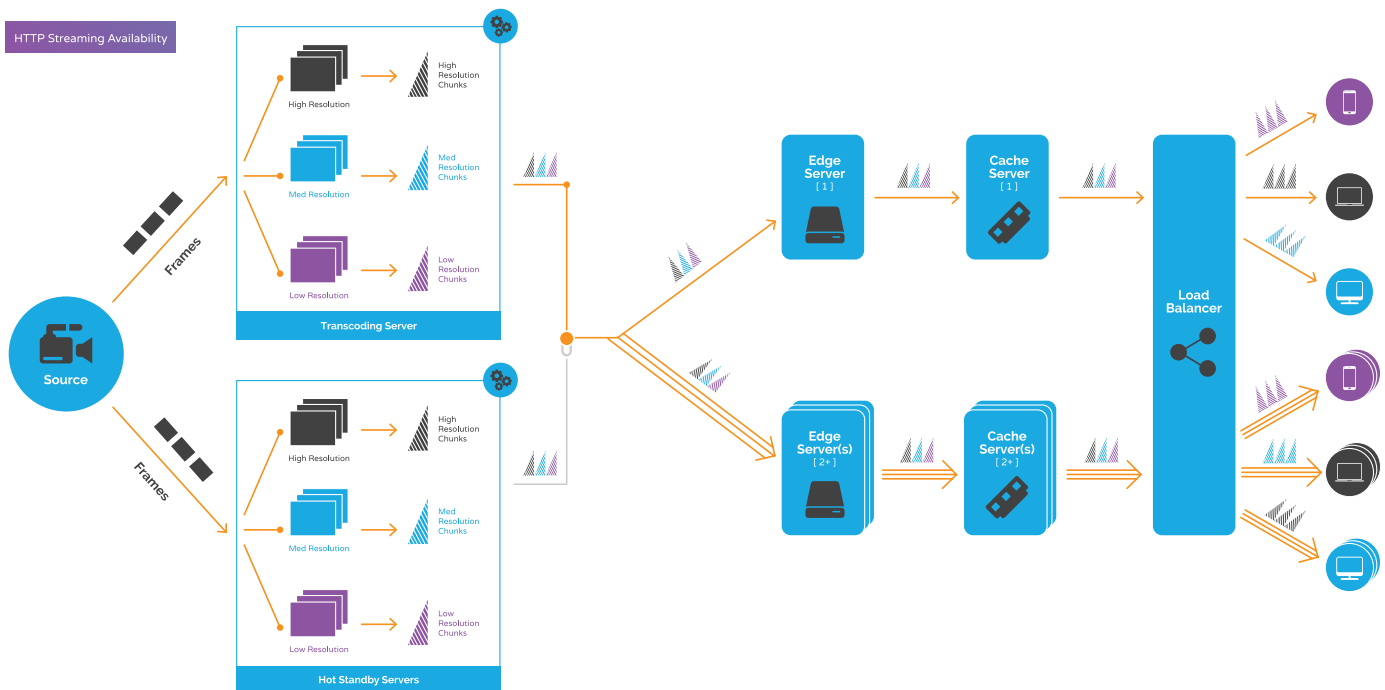 HTTP Streaming Availability
Source
Frames
Frames
High Resolution
High
Resolution
Chunks
Med Resolution
Med
Resolution
Chunks
Low Resolution
Low
Resolution
Chunks
Transcoding Server
High Resolution
High
Resolution
Chunks
Med Resolution
Med
Resolution
Chunks
Low Resolution
Low
Resolution
Chunks
Hot Standby Servers
Edge
Server
[ 1 ]
Cache
Server
[ 1 ]
Edge
Server(s)
[ 2+ ]
Cache
Server(s)
[ 2+ ]
Load
Balancer